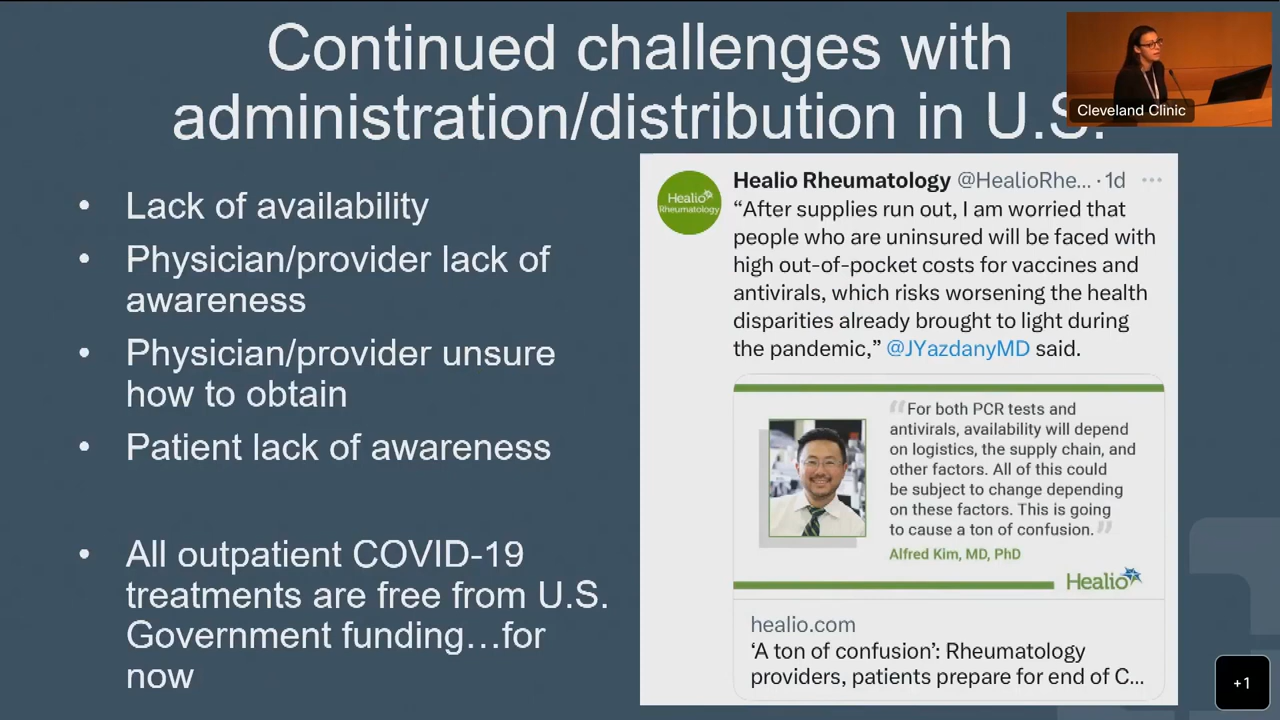 Continued challenges with
administration/distribution in U.S.
Cleveland Clinic
• Lack of availability
• Physician/provider lack of
awareness
• Physician/provider unsure
how to obtain
• Patient lack of awareness
• All outpatient COVID-19
treatments are free from U.S.
Government funding…for
now
Healio
Rheumatology
Healio Rheumatology @HealioRhe... · 1d ...
“After supplies run out, I am worried that
people who are uninsured will be faced with
high out-of-pocket costs for vaccines and
antivirals, which risks worsening the health
disparities already brought to light during
the pandemic,” @JYazdanyMD said.
“For both PCR tests and
antivirals, availability will depend
on logistics, the supply chain, and
other factors. All of this could
be subject to change depending
on these factors. This is going
to cause a ton of confusion.”
Alfred Kim, MD, PhD
Healio
healio.com
‘A ton of confusion’: Rheumatology
providers, patients prepare for end of C...
+1